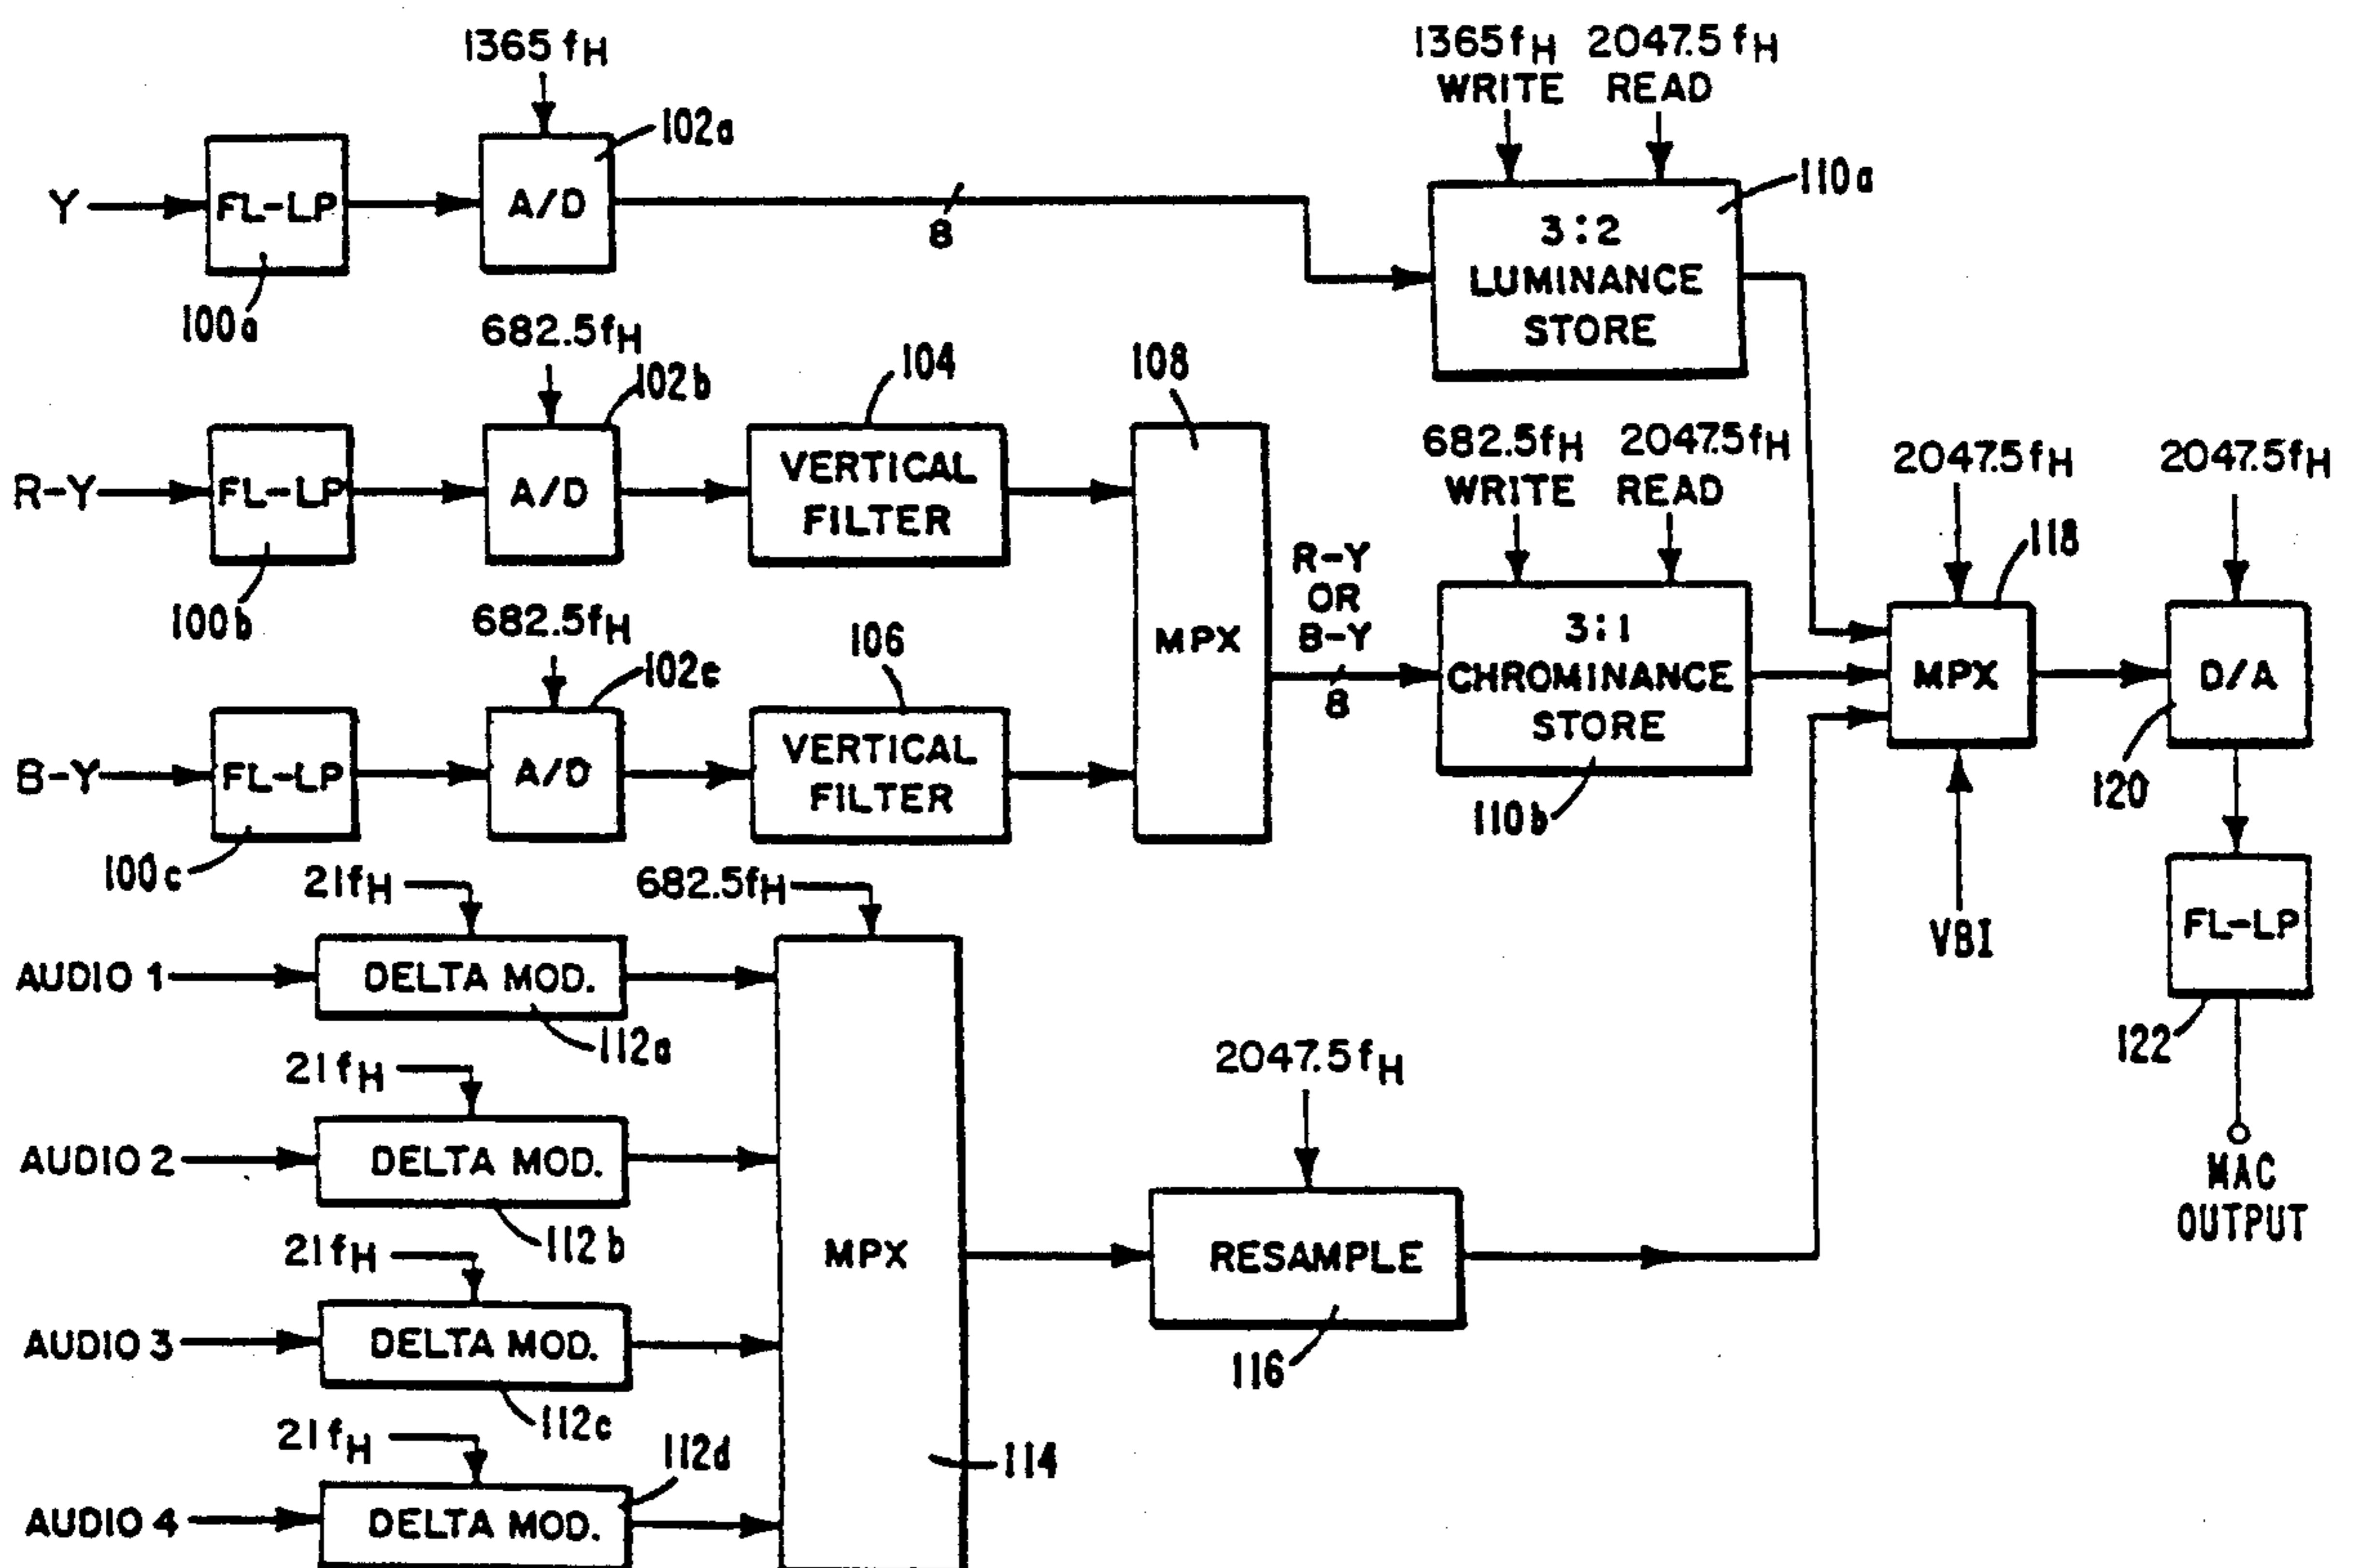 1365 fH
102a
Y
FL-LP
A/D
8
100a
1365fH WRITE
2047.5 fH READ
110a
3:2
LUMINANCE
STORE
682.5fH
102b
104
108
R-Y
FL-LP
A/D
VERTICAL
FILTER
100b
682.5fH
102c
106
B-Y
FL-LP
A/D
VERTICAL
FILTER
100c
MPX
R-Y
OR
B-Y
8
682.5fH WRITE
2047.5fH READ
3:1
CHROMINANCE
STORE
110b
2047.5fH
118
MPX
VBI
2047.5fH
D/A
120
FL-LP
122
MAC
OUTPUT
21fH
682.5fH
AUDIO 1
DELTA MOD.
112a
21fH
AUDIO 2
DELTA MOD.
112b
21fH
AUDIO 3
DELTA MOD.
112c
21fH
112d
AUDIO 4
DELTA MOD.
MPX
114
2047.5fH
RESAMPLE
116